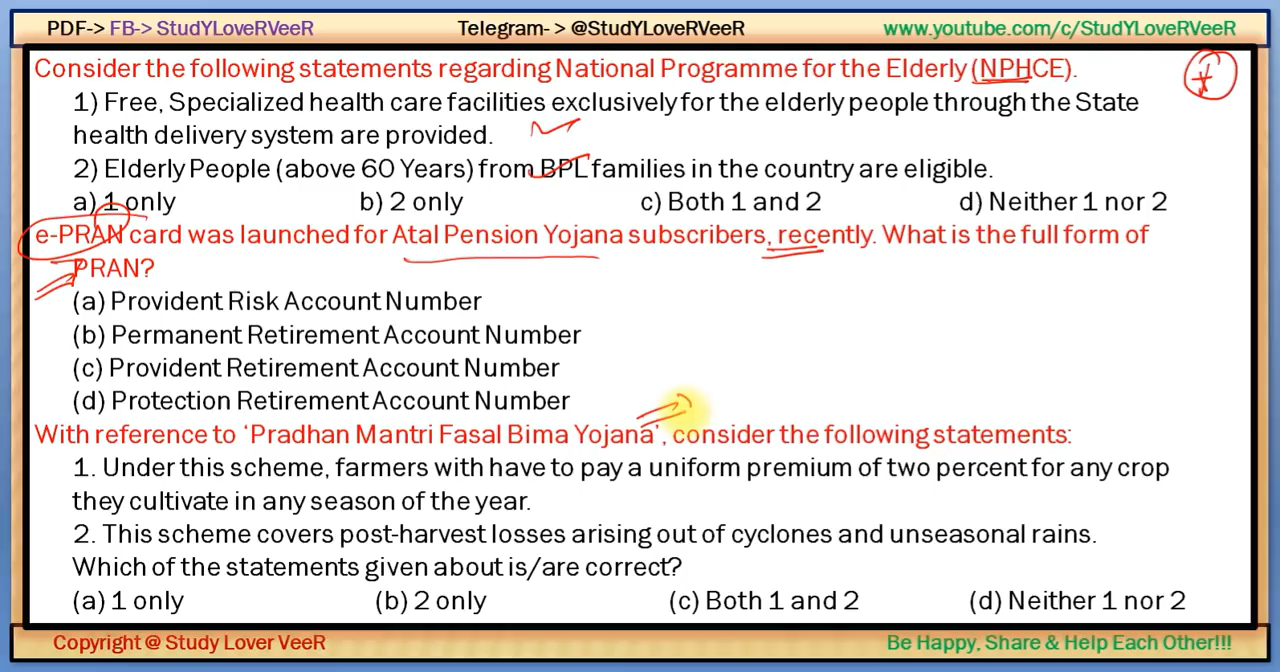 PDF-> FB-> StudYLoveRVeeR Telegram- > @StudYLoveRVeeR www.youtube.com/c/StudYLoverVeeR
Consider the following statements regarding National Programme for the Elderly (NPHCE).
1) Free, Specialized health care facilities exclusively for the elderly people through the State
health delivery system are provided.
2) Elderly People (above 60 Years) from BPL families in the country are eligible.
a) 1 only b) 2 only c) Both 1 and 2 d) Neither 1 nor 2
e-PRAN card was launched for Atal Pension Yojana subscribers, recently. What is the full form of
PRAN?
(a) Provident Risk Account Number
(b) Permanent Retirement Account Number
(c) Provident Retirement Account Number
(d) Protection Retirement Account Number
With reference to ‘Pradhan Mantri Fasal Bima Yojana’, consider the following statements:
1. Under this scheme, farmers with have to pay a uniform premium of two percent for any crop
they cultivate in any season of the year.
2. This scheme covers post-harvest losses arising out of cyclones and unseasonal rains.
Which of the statements given about is/are correct?
(a) 1 only (b) 2 only (c) Both 1 and 2 (d) Neither 1 nor 2
Copyright @ Study Lover VeeR Be Happy, Share & Help Each Other!!!